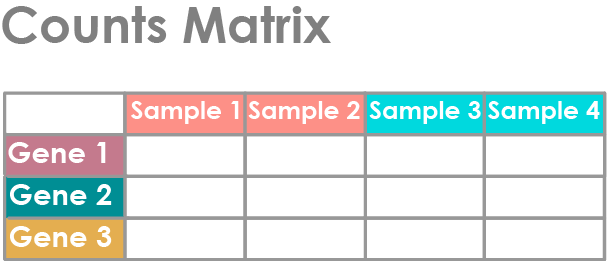 Counts Matrix
Sample 1 Sample 2 Sample 3 Sample 4
Gene 1
Gene 2
Gene 3